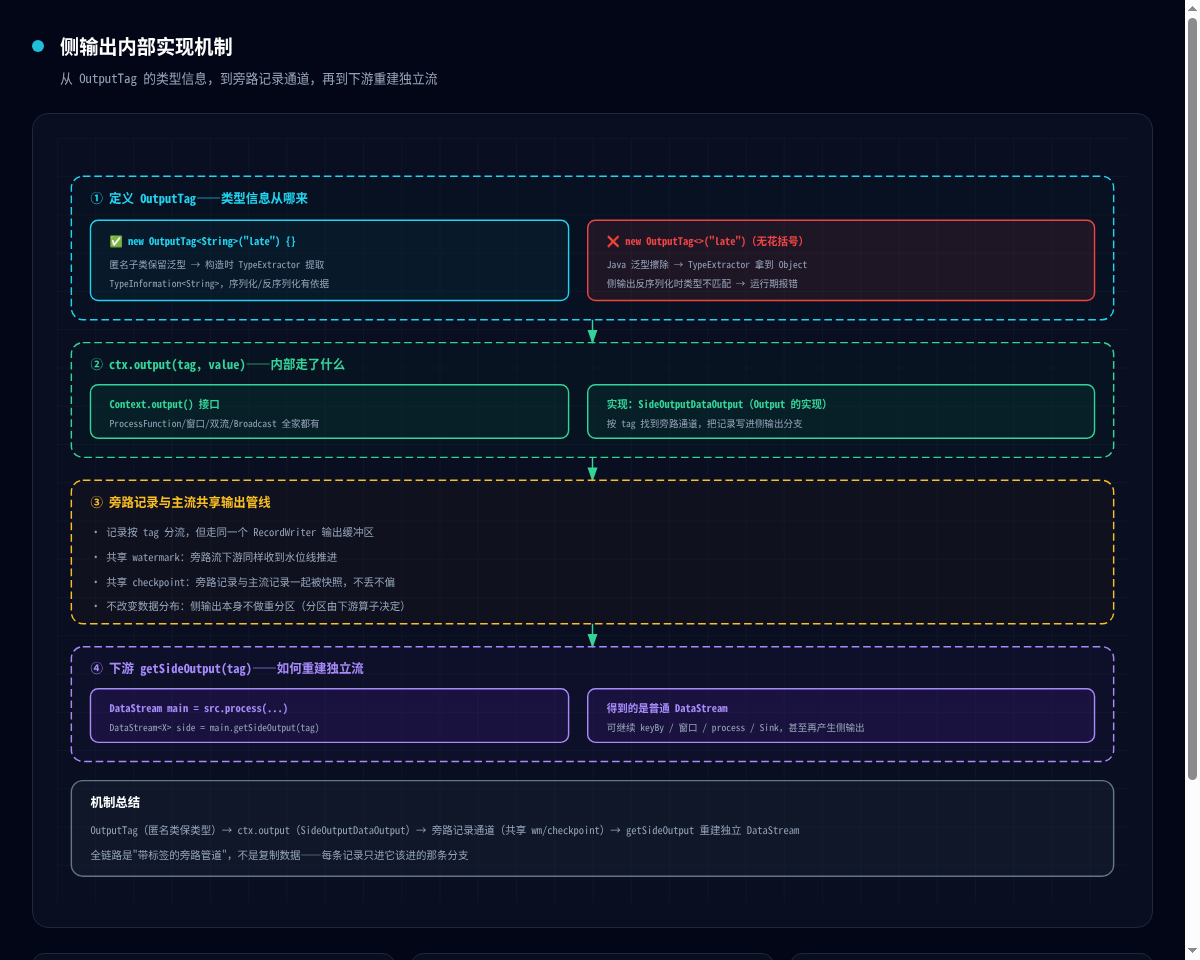 侧输出内部实现机制
从 OutputTag 的类型信息，到旁路记录通道，再到下游重建独立流
① 定义 OutputTag——类型信息从哪来
✅ new OutputTag<String>("late") {}
匿名子类保留泛型 → 构造时 TypeExtractor 提取
TypeInformation<String>，序列化/反序列化有依据
❌ new OutputTag<>("late")（无花括号）
Java 泛型擦除 → TypeExtractor 拿到 Object
侧输出反序列化时类型不匹配 → 运行期报错
② ctx.output(tag, value)——内部走了什么
Context.output() 接口
ProcessFunction/窗口/双流/Broadcast 全家都有
实现：SideOutputDataOutput（Output 的实现）
按 tag 找到旁路通道，把记录写进侧输出分支
③ 旁路记录与主流共享输出管线
· 记录按 tag 分流，但走同一个 RecordWriter 输出缓冲区
· 共享 watermark：旁路流下游同样收到水位线推进
· 共享 checkpoint：旁路记录与主流记录一起被快照，不丢不偏
· 不改变数据分布：侧输出本身不做重分区（分区由下游算子决定）
④ 下游 getSideOutput(tag)——如何重建独立流
DataStream main = src.process(...)
DataStream<X> side = main.getSideOutput(tag)
得到的是普通 DataStream
可继续 keyBy / 窗口 / process / Sink，甚至再产生侧输出
机制总结
OutputTag（匿名类保类型）→ ctx.output（SideOutputDataOutput）→ 旁路记录通道（共享 wm/checkpoint）→ getSideOutput 重建独立 DataStream
全链路是"带标签的旁路管道"，不是复制数据——每条记录只进它该进的那条分支